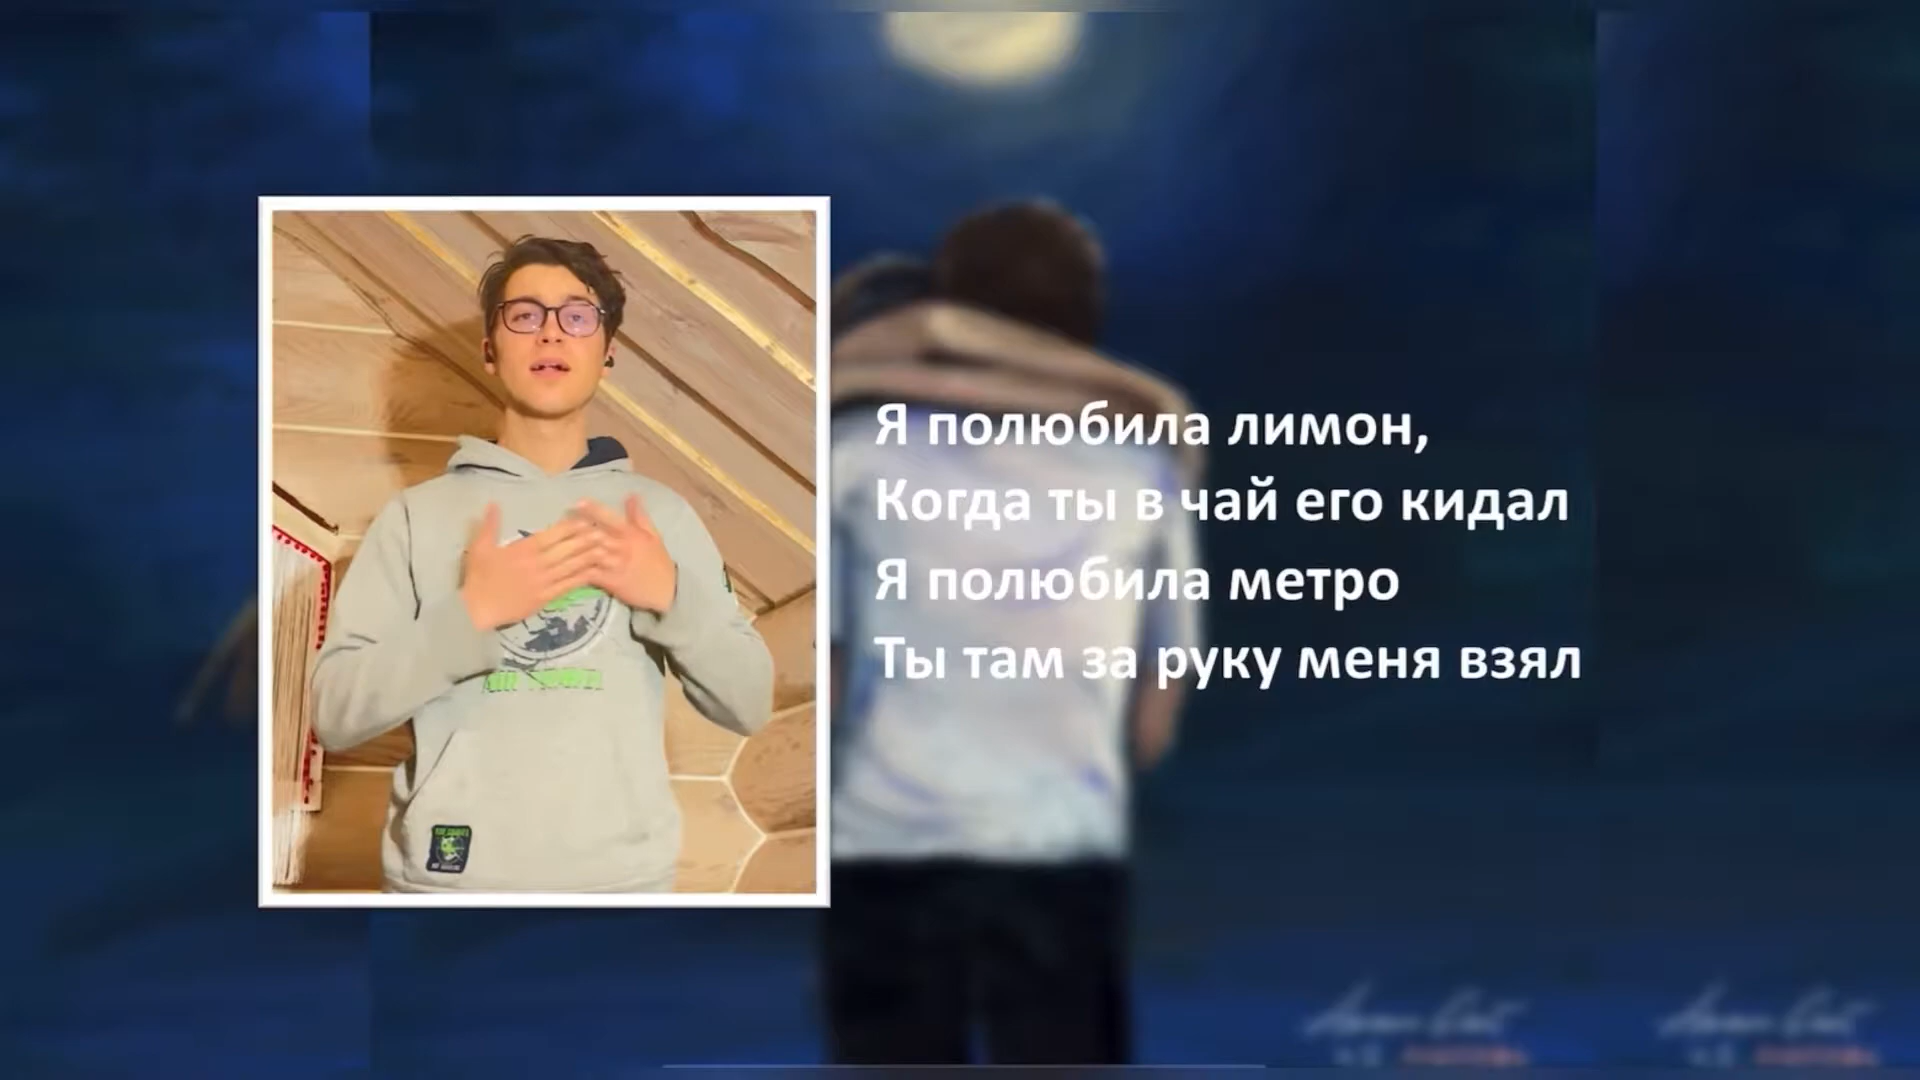 Я полюбила лимон,
Когда ты в чай его кидал
Я полюбила метро
Ты там за руку меня взял